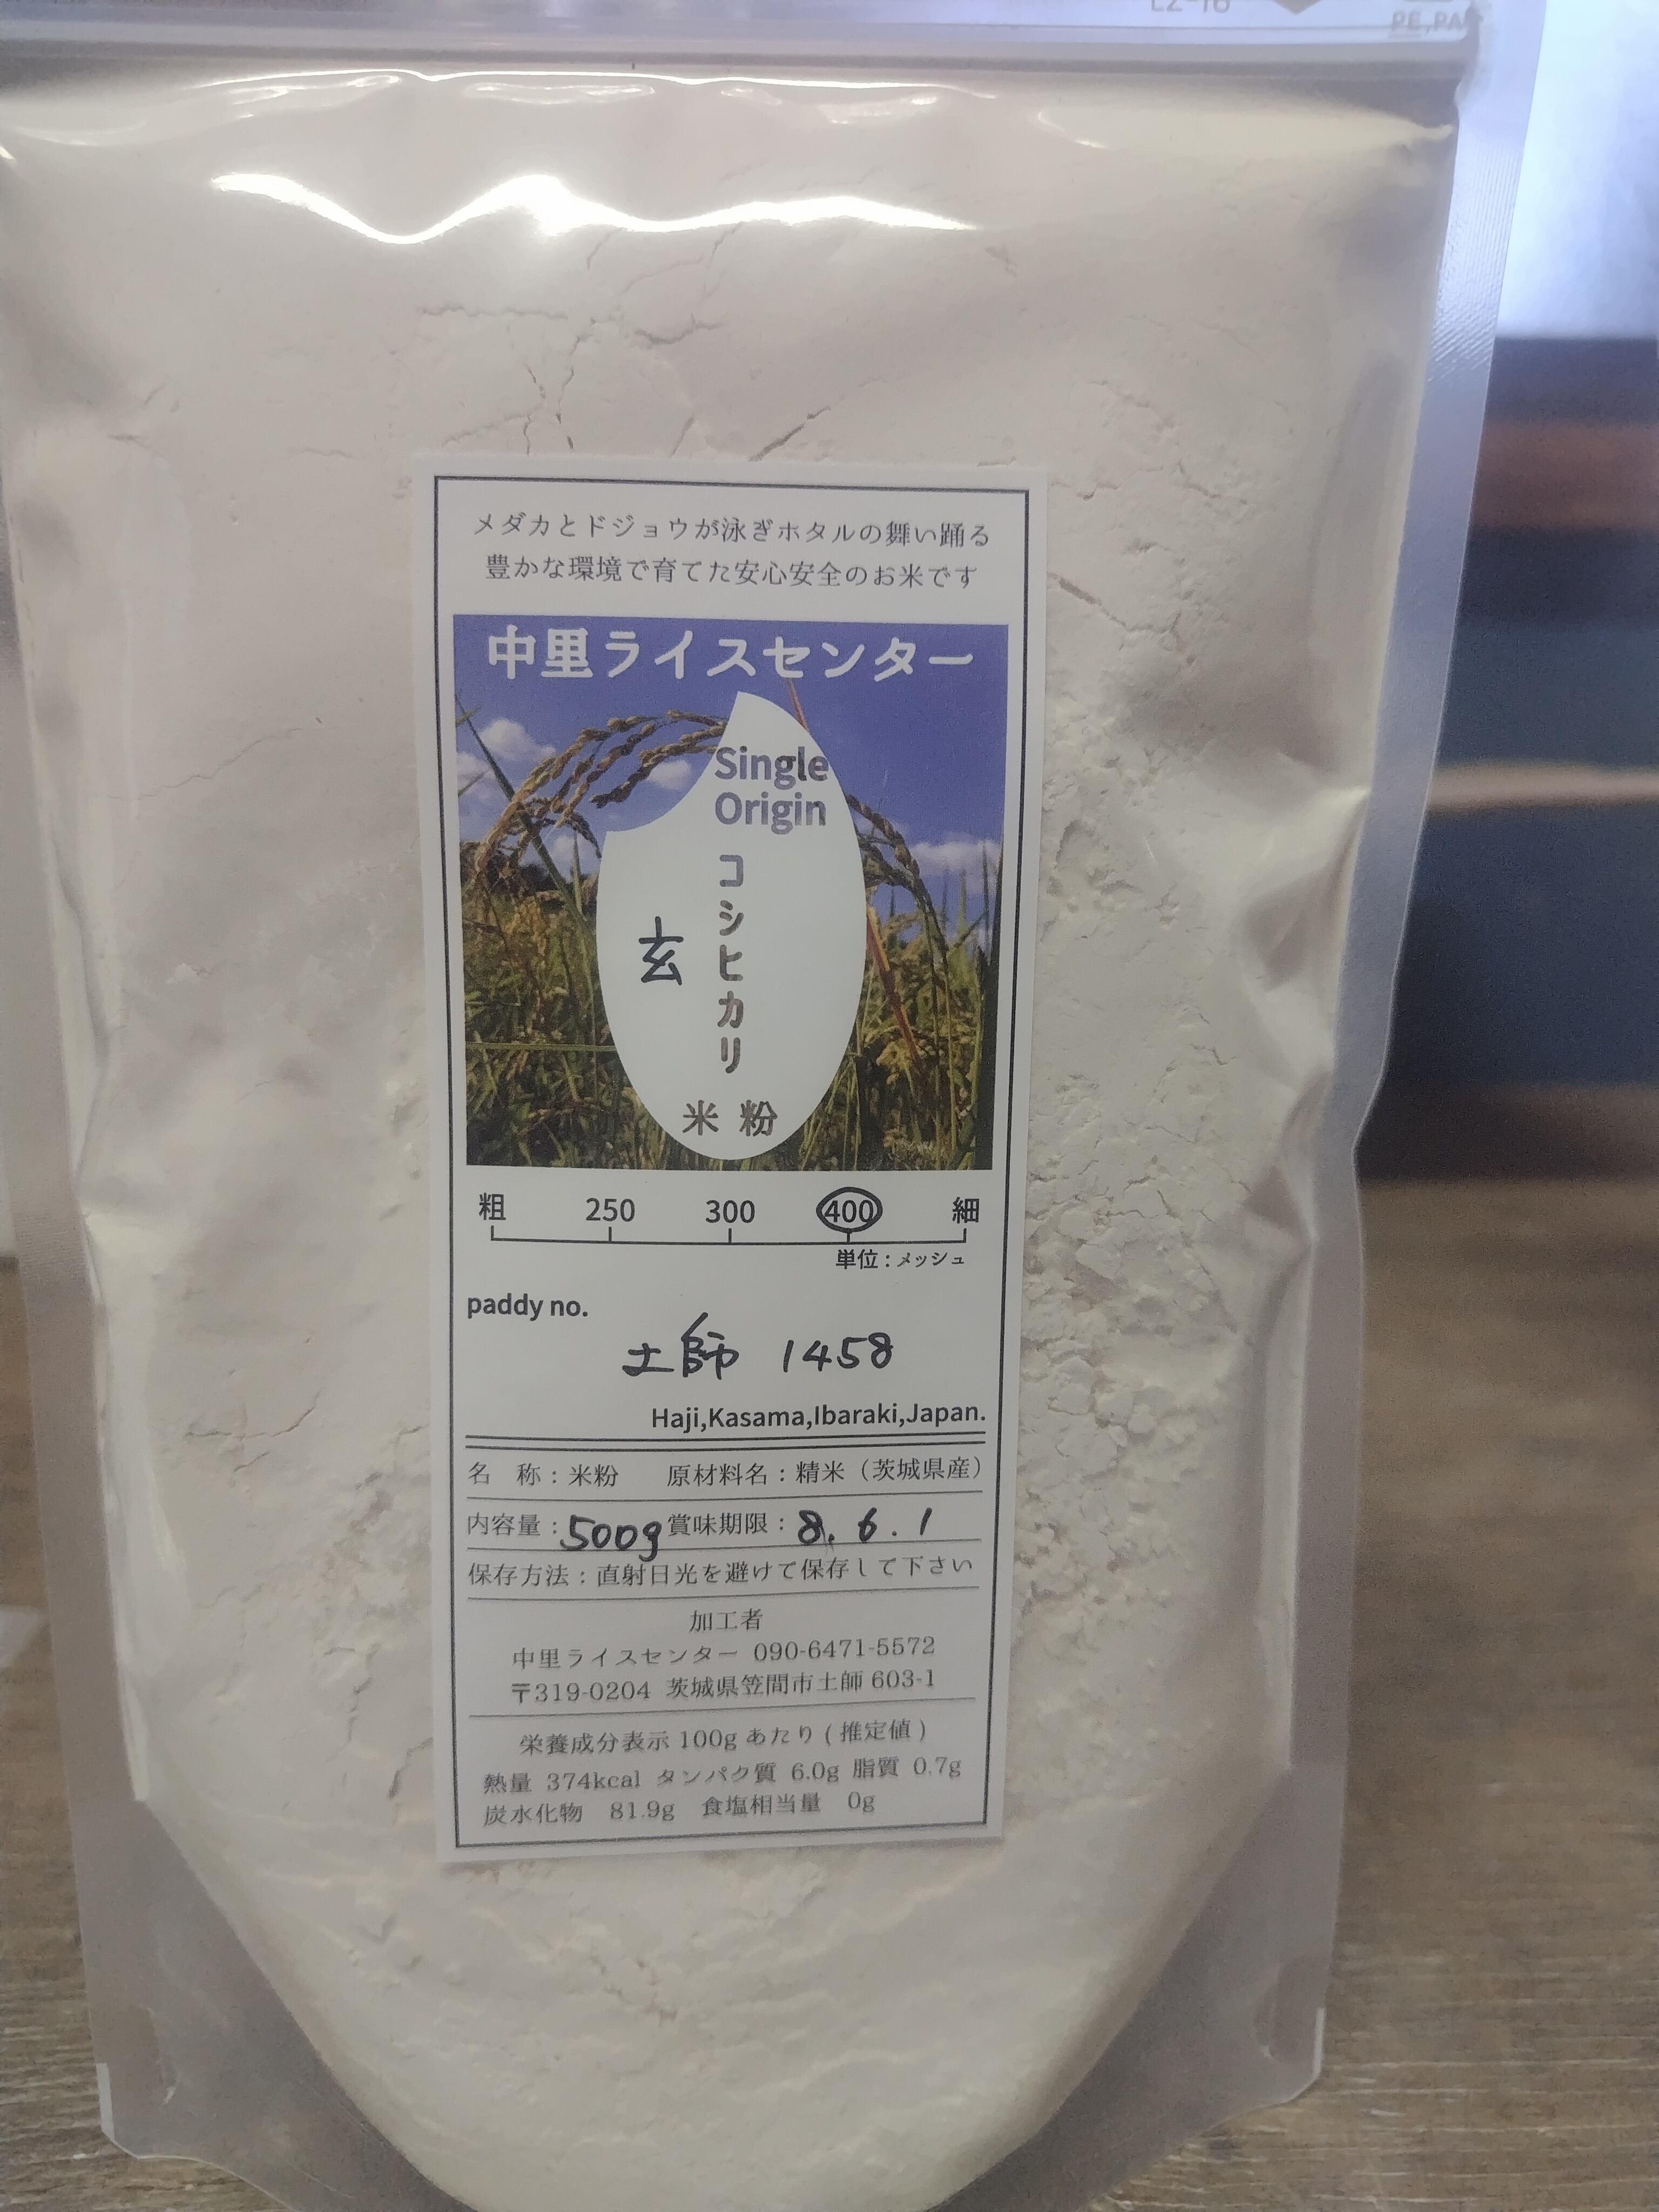 PE,PA
メダカとドジョウが泳ぎホタルの舞い踊る
豊かな環境で育てた安心安全のお米です
中里ライスセンター
Single
Origin
コシヒカリ
玄
米粉
粗 250 300 400 細
単位：メッシュ
paddy no.
土師 1458
Haji,Kasama,Ibaraki,Japan.
名 称：米粉 原材料名：精米（茨城県産）
内容量：500g 賞味期限：8.6.1
保存方法：直射日光を避けて保存して下さい
加工者
中里ライスセンター 090-6471-5572
〒319-0204 茨城県笠間市土師 603-1
栄養成分表示 100g あたり ( 推定値 )
熱量 374kcal タンパク質 6.0g 脂質 0.7g
炭水化物 81.9g 食塩相当量 0g